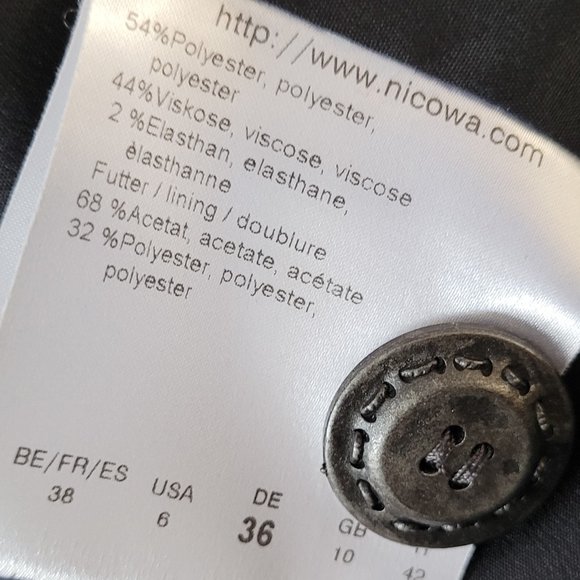 http://www.nicowa.com
54%Polyester, polyester,
polyester
44%Viskose, viscose, viscose
2 %Elasthan, elasthane,
élasthanne
Futter / lining / doublure
68 %Acetat, acetate, acétate
32 %Polyester, polyester,
polyester
BE/FR/ES USA DE GB
38 6 36 10 42